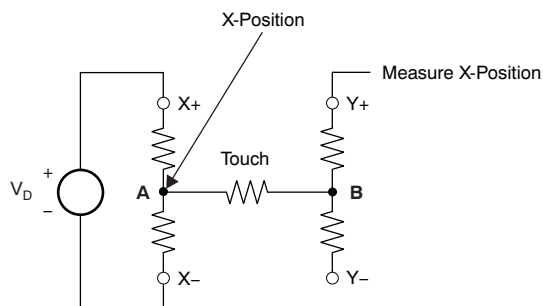 X-Position
Measure X-Position
X+
Y+
Touch
+
V_D
−
A
B
X−
Y−